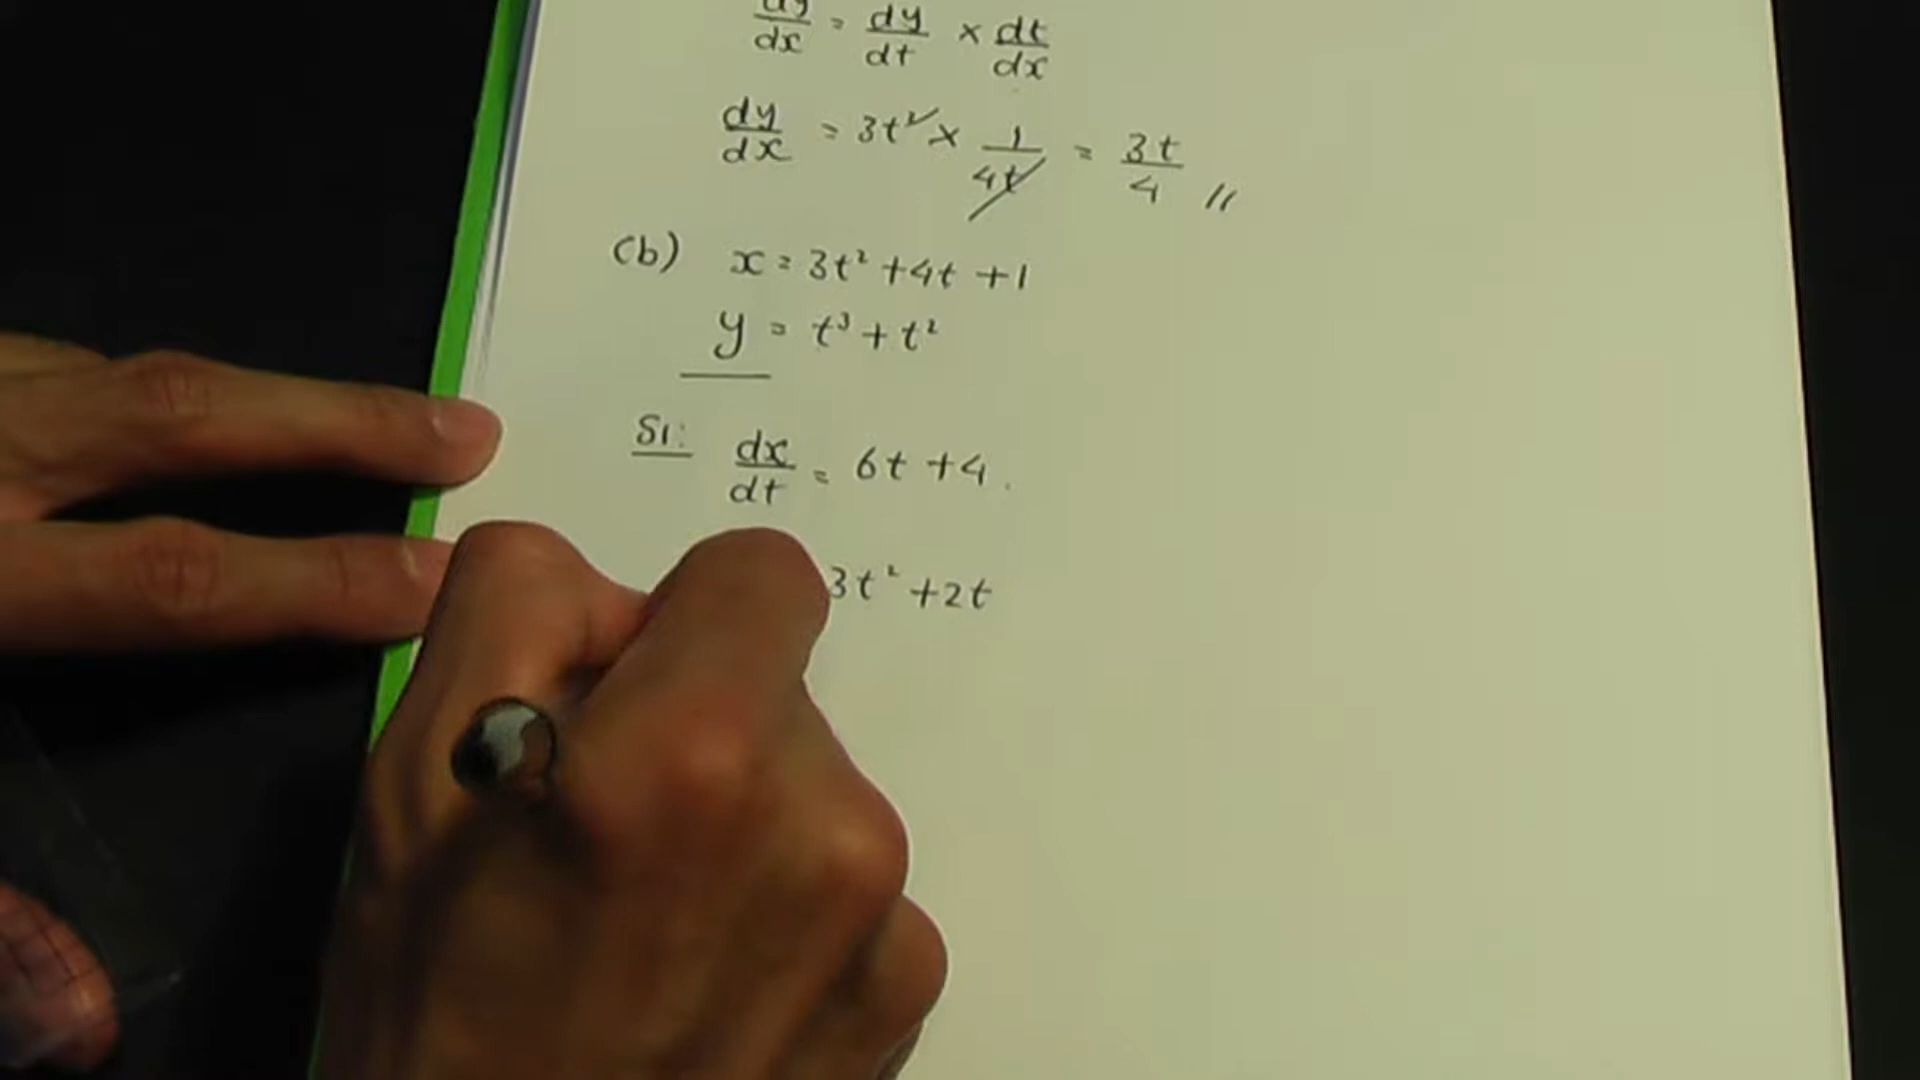 dy/dx = dy/dt × dt/dx
dy/dx = 3t² × 1/4t = 3t/4 //
(b) x = 3t² + 4t + 1
y = t³ + t²
S1: dx/dt = 6t + 4.
3t² + 2t